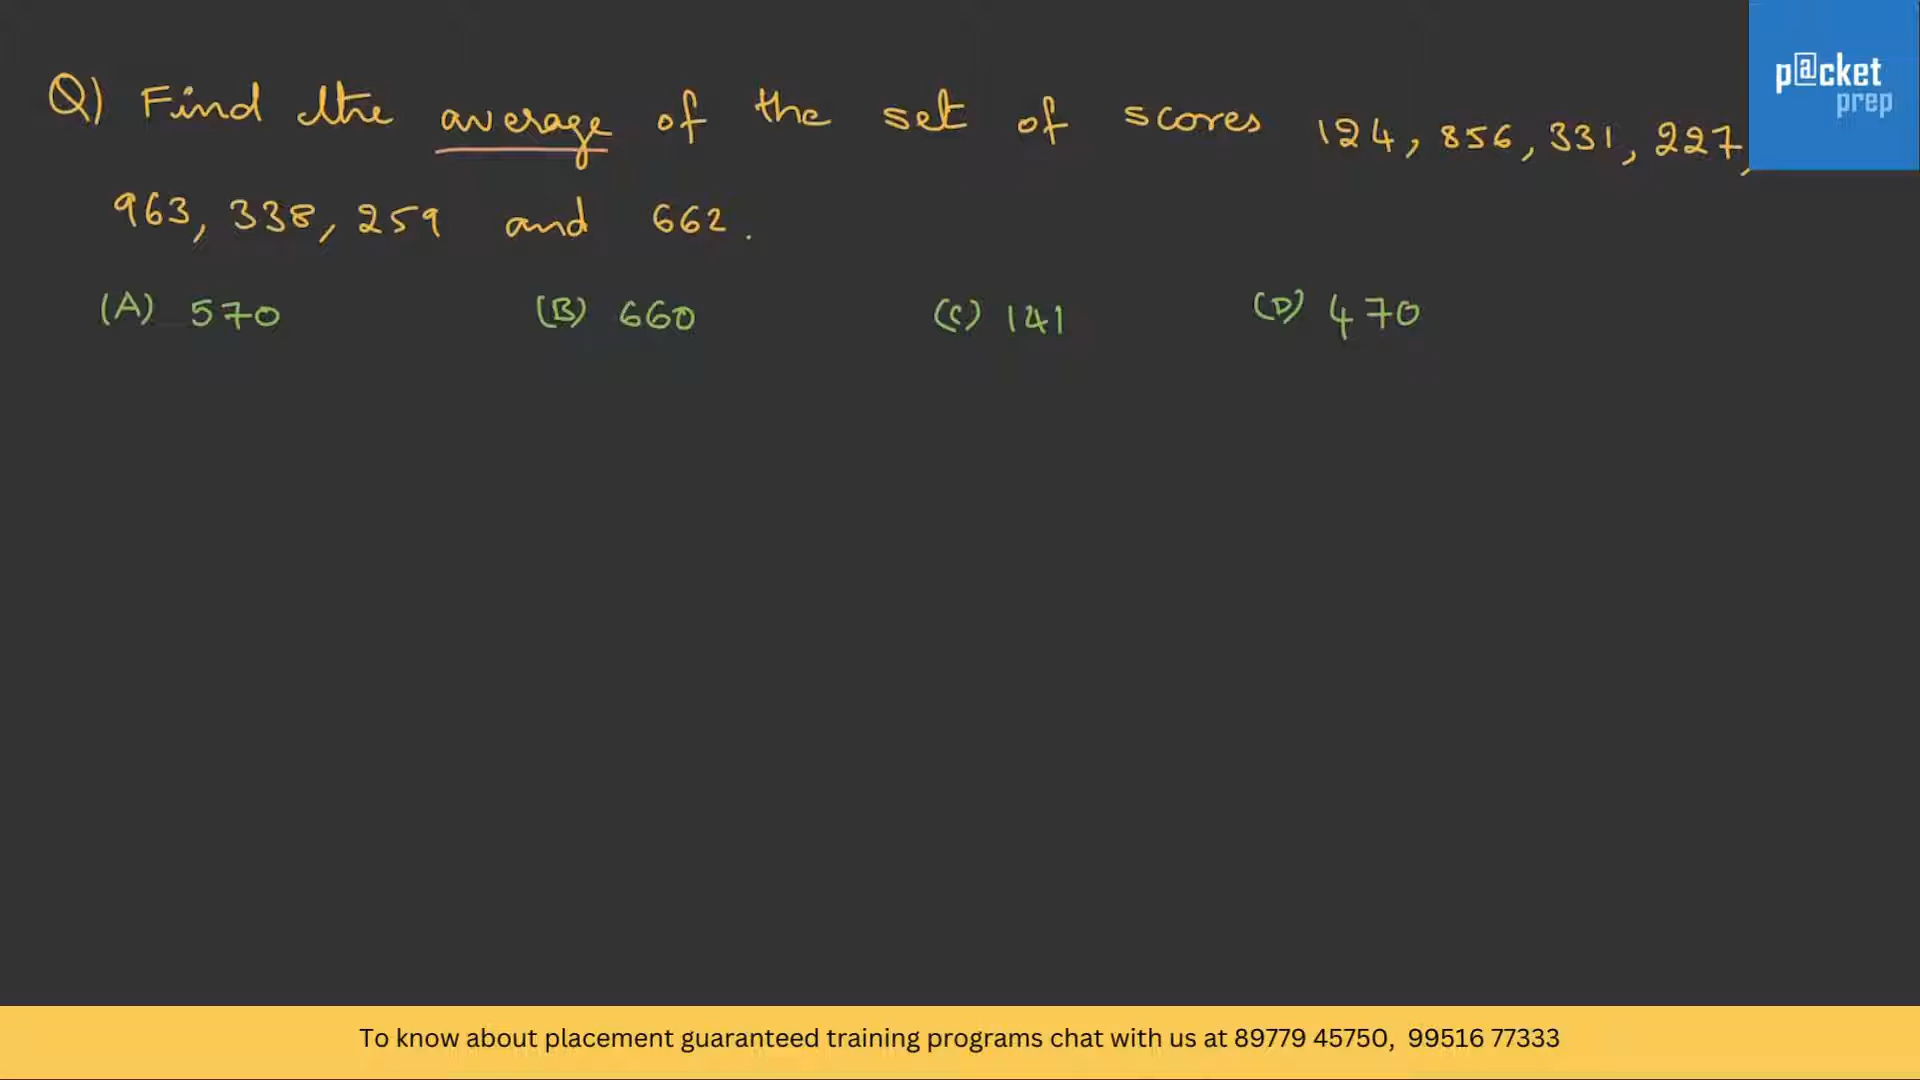 Q) Find the average of the set of scores 124, 856, 331, 227,
p@cket
prep
963, 338, 259 and 662.
(A) 570 (B) 660 (C) 141 (D) 470
To know about placement guaranteed training programs chat with us at 89779 45750, 99516 77333